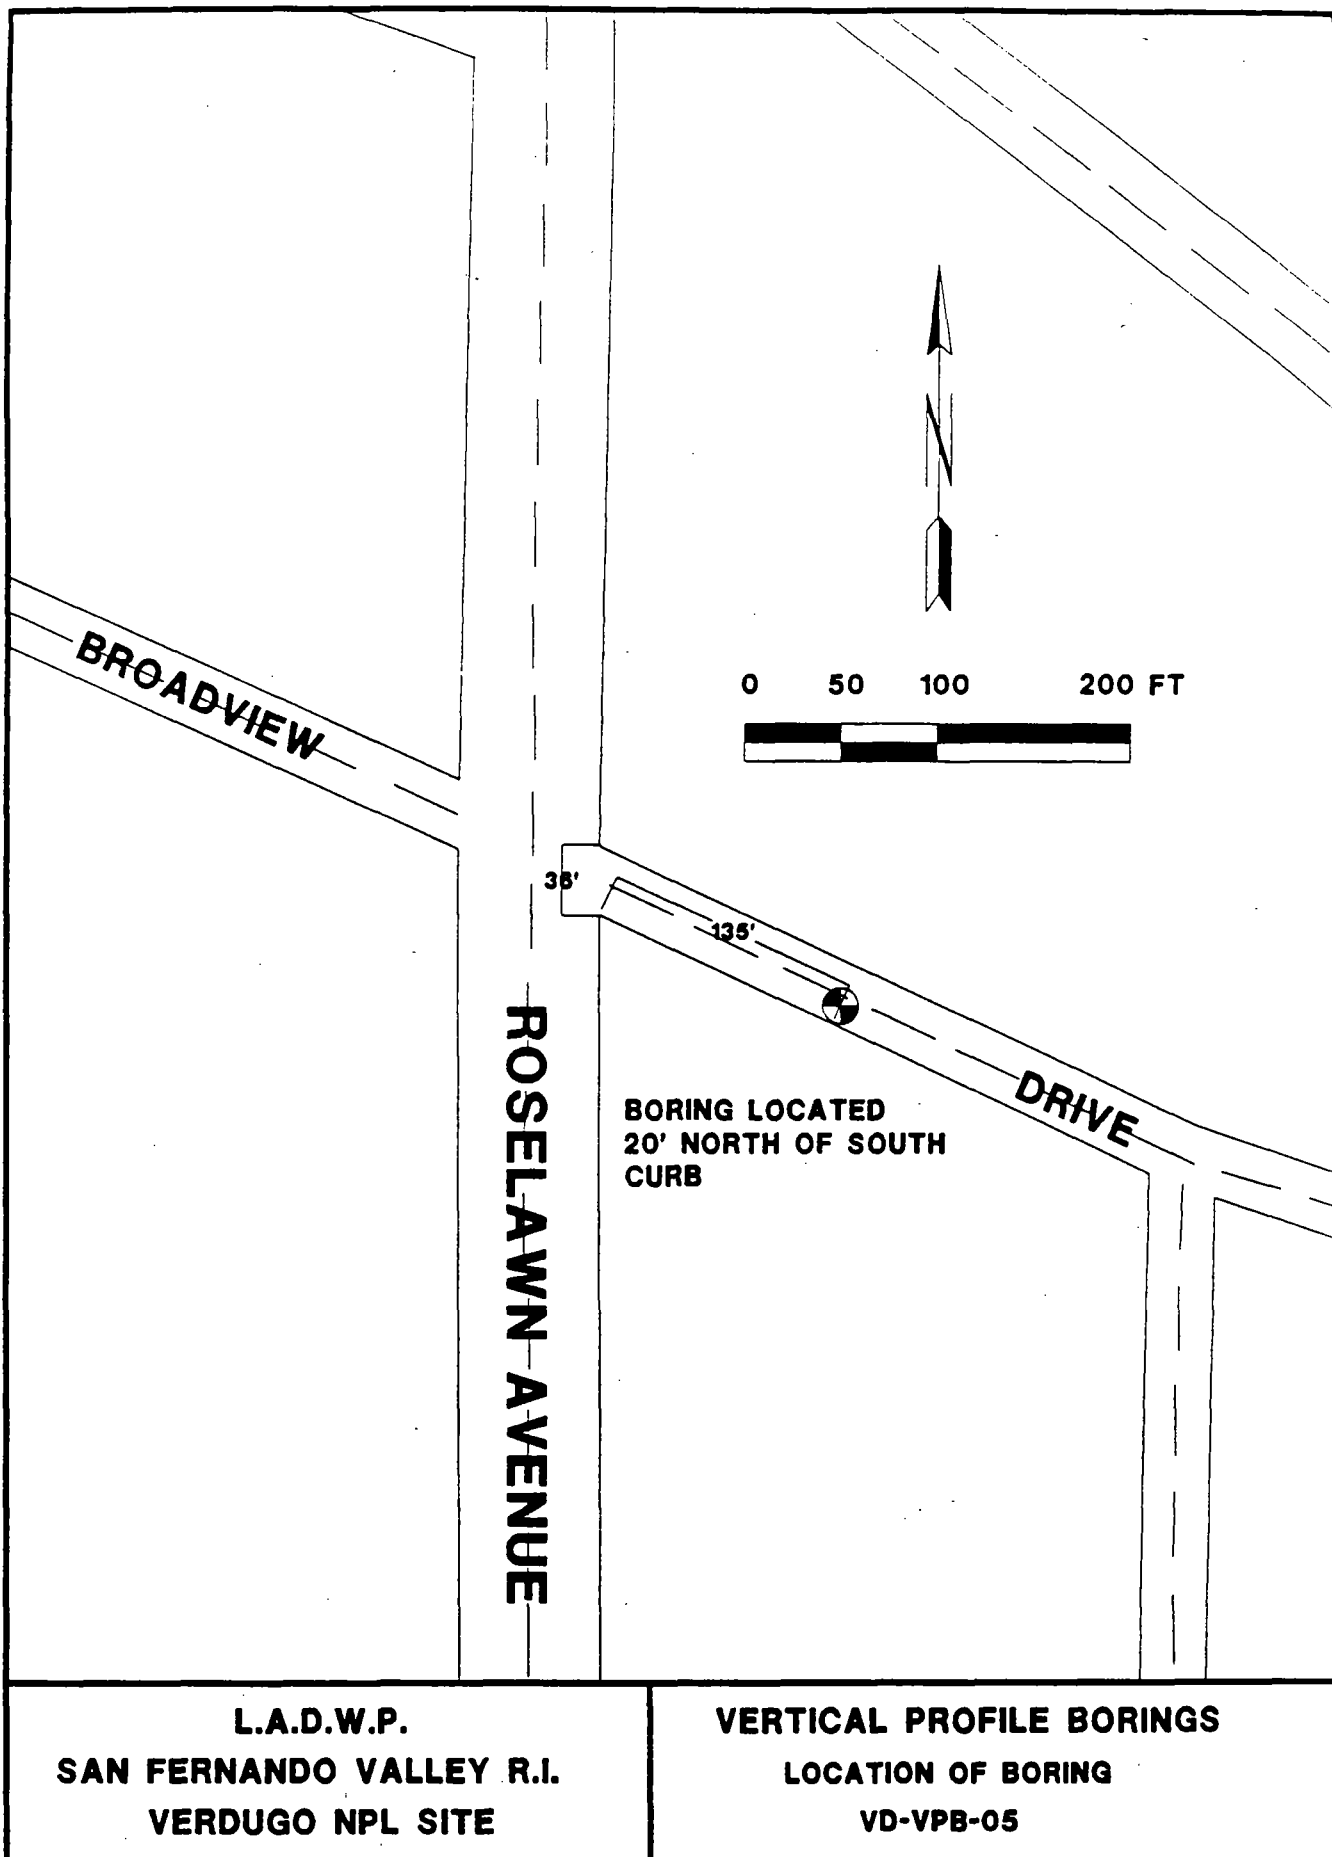 BROADVIEW
0 50 100 200 FT
36'
135'
ROSELAWN AVENUE
DRIVE
BORING LOCATED
20' NORTH OF SOUTH
CURB
L.A.D.W.P.
SAN FERNANDO VALLEY R.I.
VERDUGO NPL SITE
VERTICAL PROFILE BORINGS
LOCATION OF BORING
VD-VPB-05